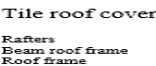 Tile roof cover
Rafters
Beam roof frame
Roof frame